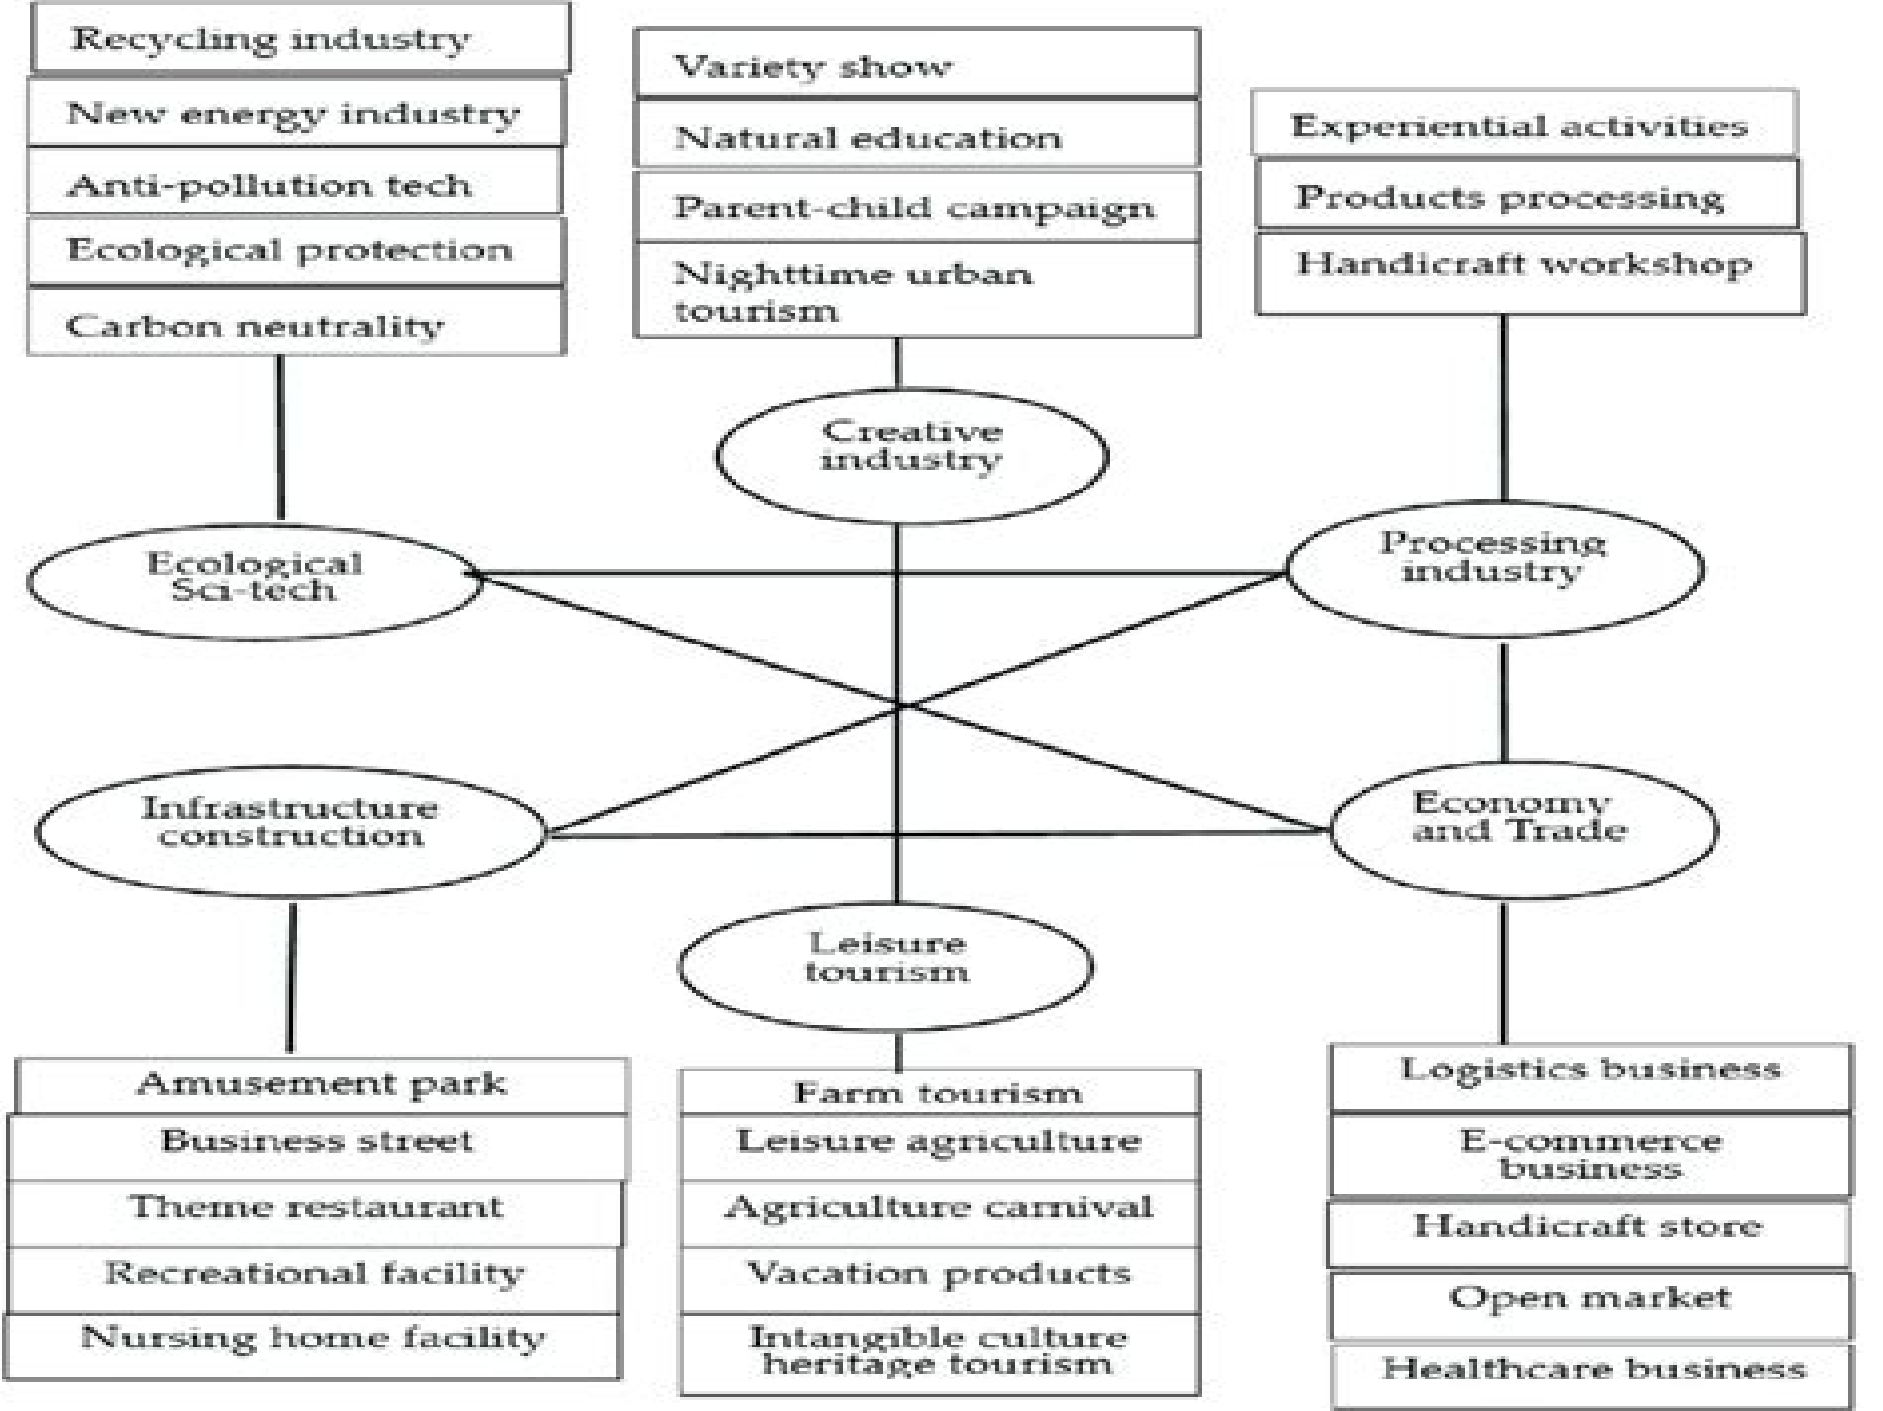 Recycling industry
New energy industry
Anti-pollution tech
Ecological protection
Carbon neutrality
Variety show
Natural education
Parent-child campaign
Nighttime urban
tourism
Experiential activities
Products processing
Handicraft workshop
Creative
industry
Ecological
Sci-tech
Processing
industry
Infrastructure
construction
Economy
and Trade
Leisure
tourism
Amusement park
Business street
Theme restaurant
Recreational facility
Nursing home facility
Farm tourism
Leisure agriculture
Agriculture carnival
Vacation products
Intangible culture
heritage tourism
Logistics business
E-commerce
business
Handicraft store
Open market
Healthcare business